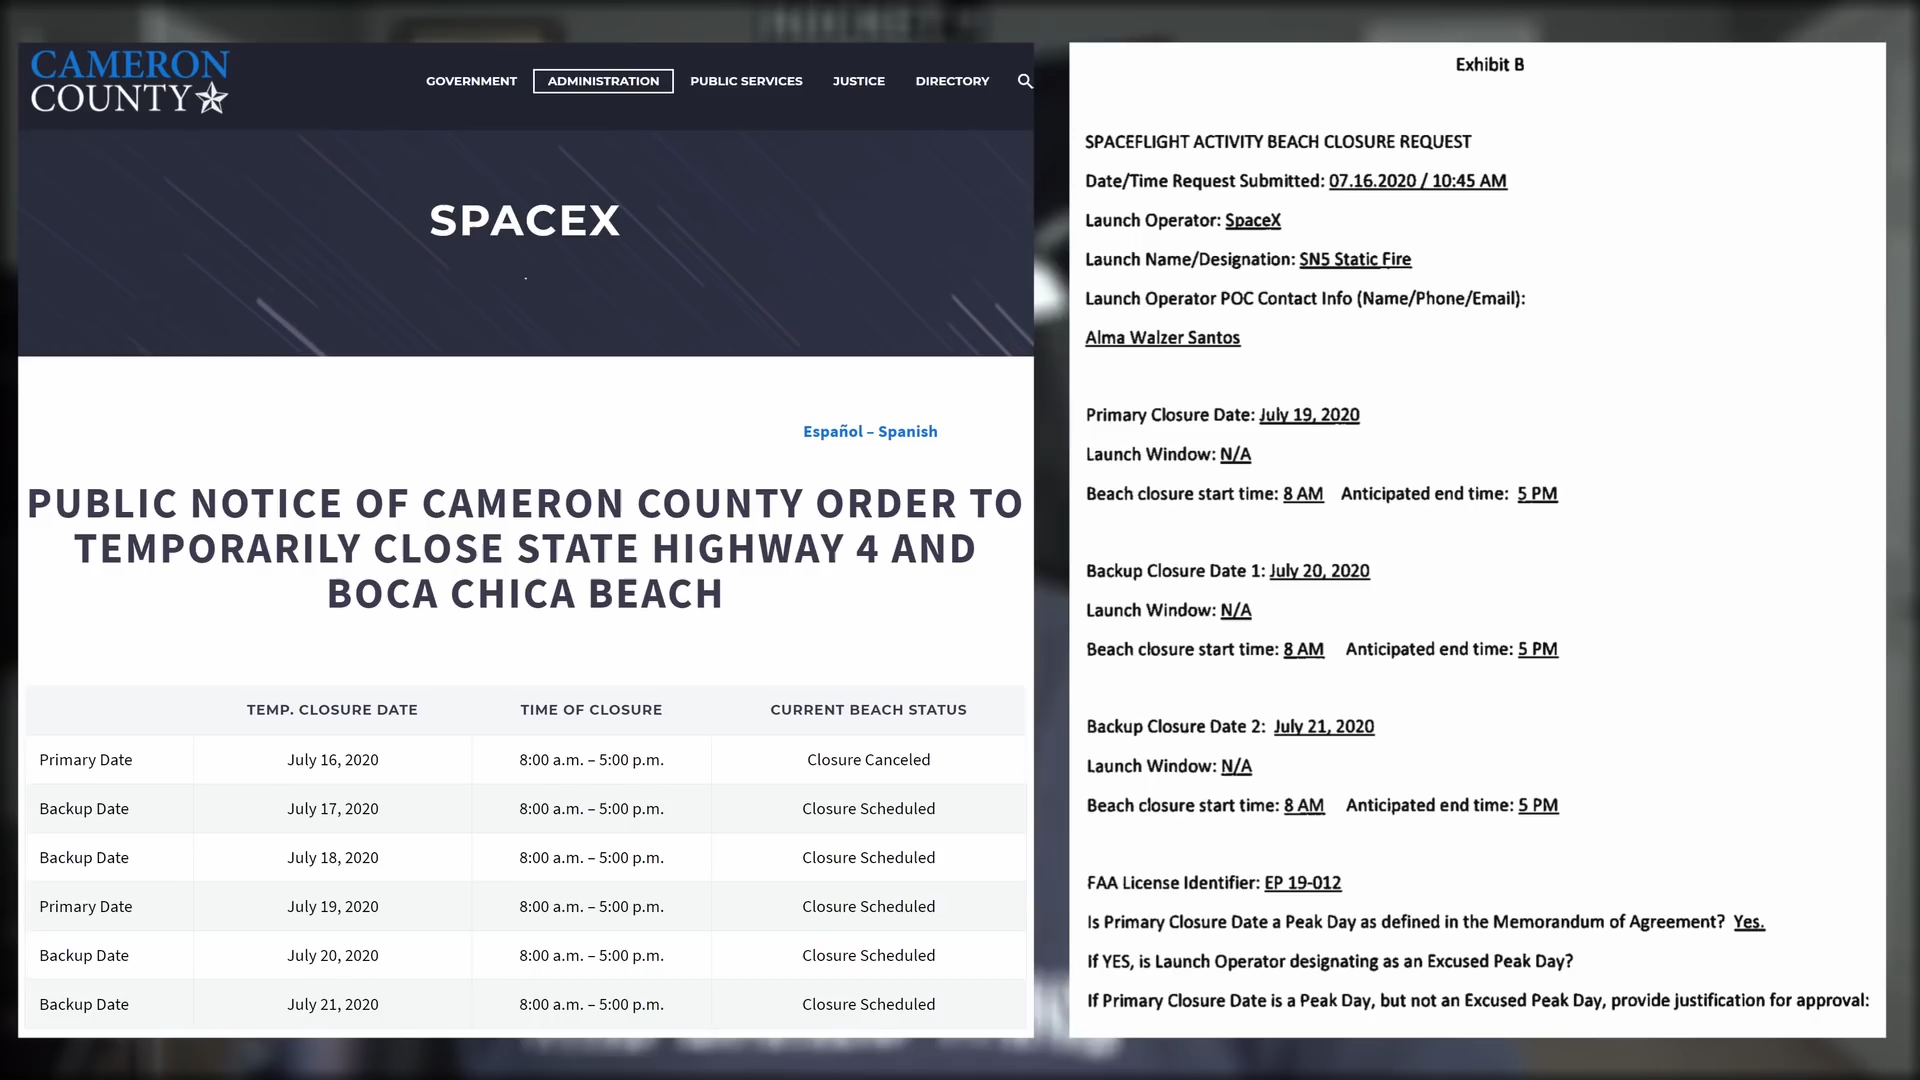 CAMERON
COUNTY
GOVERNMENT ADMINISTRATION PUBLIC SERVICES JUSTICE DIRECTORY
SPACEX
.
Español – Spanish
PUBLIC NOTICE OF CAMERON COUNTY ORDER TO
TEMPORARILY CLOSE STATE HIGHWAY 4 AND
BOCA CHICA BEACH
TEMP. CLOSURE DATE TIME OF CLOSURE CURRENT BEACH STATUS
Primary Date July 16, 2020 8:00 a.m. – 5:00 p.m. Closure Canceled
Backup Date July 17, 2020 8:00 a.m. – 5:00 p.m. Closure Scheduled
Backup Date July 18, 2020 8:00 a.m. – 5:00 p.m. Closure Scheduled
Primary Date July 19, 2020 8:00 a.m. – 5:00 p.m. Closure Scheduled
Backup Date July 20, 2020 8:00 a.m. – 5:00 p.m. Closure Scheduled
Backup Date July 21, 2020 8:00 a.m. – 5:00 p.m. Closure Scheduled
Exhibit B
SPACEFLIGHT ACTIVITY BEACH CLOSURE REQUEST
Date/Time Request Submitted: 07.16.2020 / 10:45 AM
Launch Operator: SpaceX
Launch Name/Designation: SN5 Static Fire
Launch Operator POC Contact Info (Name/Phone/Email):
Alma Walzer Santos
Primary Closure Date: July 19, 2020
Launch Window: N/A
Beach closure start time: 8 AM Anticipated end time: 5 PM
Backup Closure Date 1: July 20, 2020
Launch Window: N/A
Beach closure start time: 8 AM Anticipated end time: 5 PM
Backup Closure Date 2: July 21, 2020
Launch Window: N/A
Beach closure start time: 8 AM Anticipated end time: 5 PM
FAA License Identifier: EP 19-012
Is Primary Closure Date a Peak Day as defined in the Memorandum of Agreement? Yes.
If YES, is Launch Operator designating as an Excused Peak Day?
If Primary Closure Date is a Peak Day, but not an Excused Peak Day, provide justification for approval: